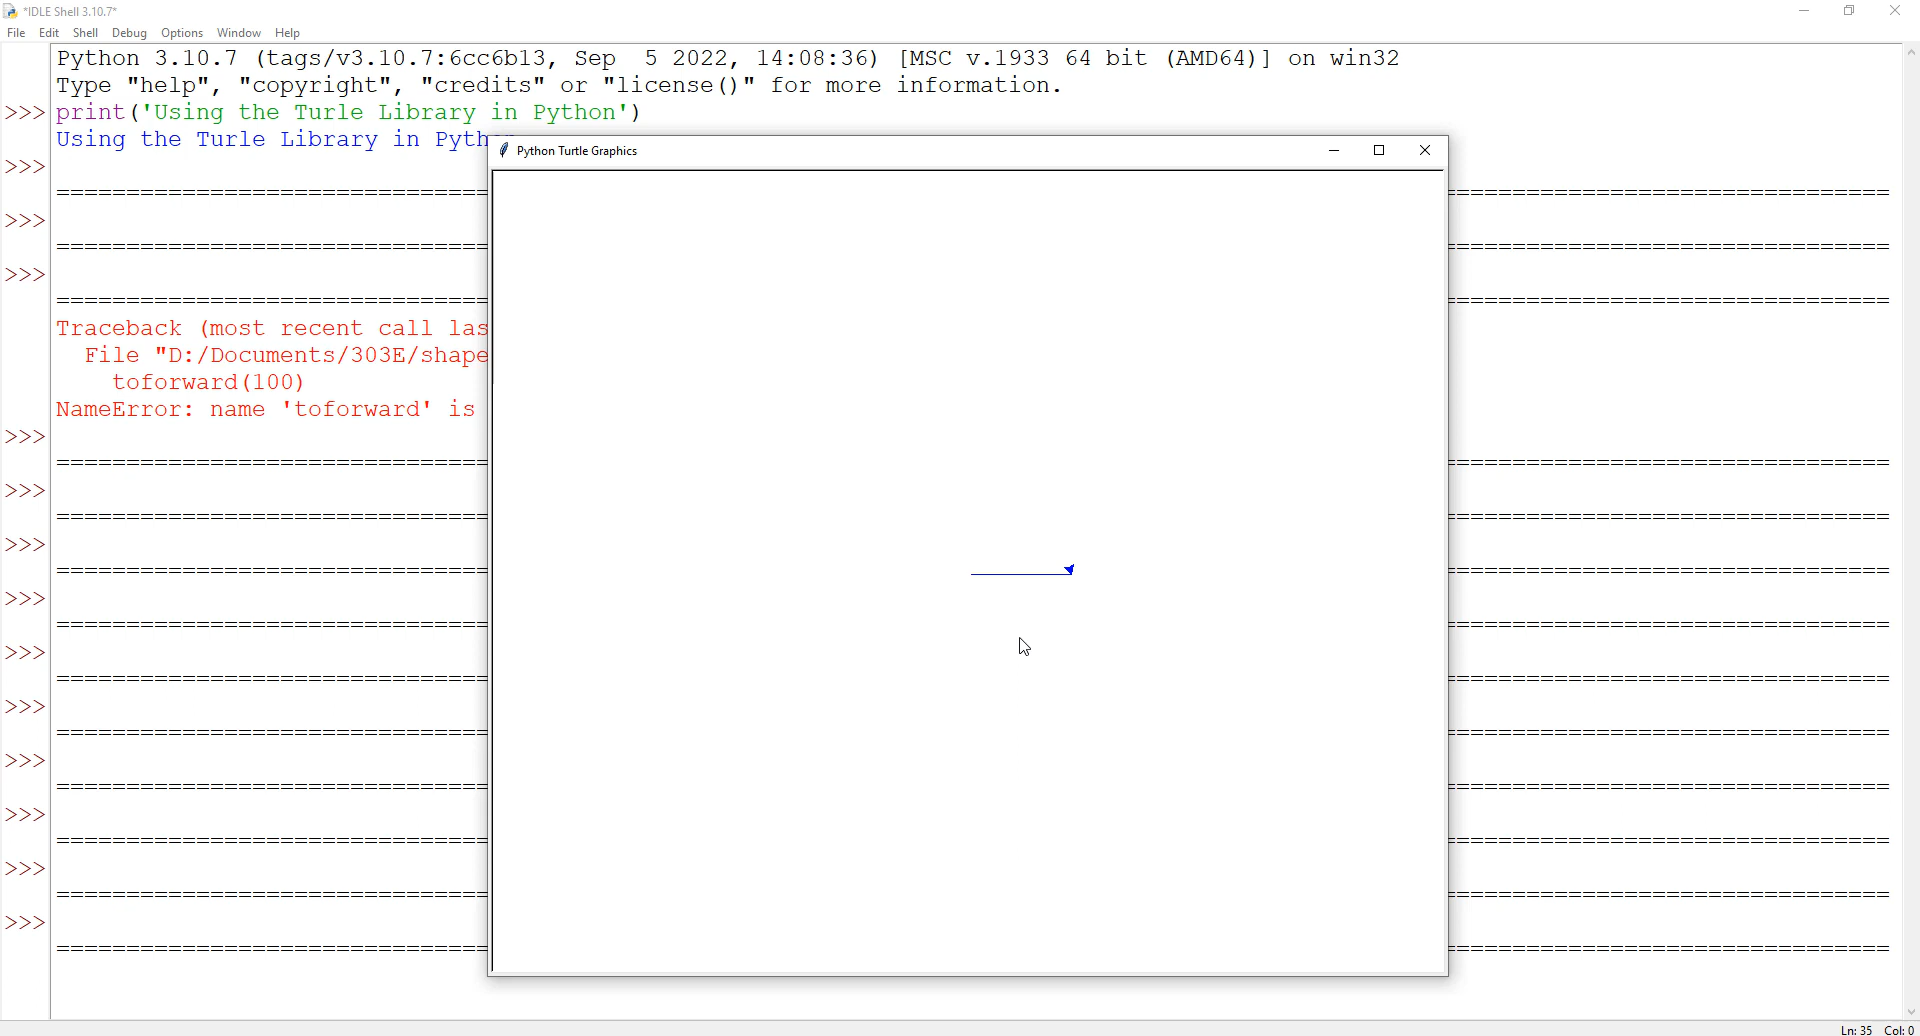 *IDLE Shell 3.10.7*
File Edit Shell Debug Options Window Help
Python 3.10.7 (tags/v3.10.7:6cc6b13, Sep  5 2022, 14:08:36) [MSC v.1933 64 bit (AMD64)] on win32
Type "help", "copyright", "credits" or "license()" for more information.
>>> print('Using the Turle Library in Python')
Using the Turle Library in Python
Python Turtle Graphics
>>>
>>>
>>>
Traceback (most recent call las
File "D:/Documents/303E/shape
toforward(100)
NameError: name 'toforward' is
>>>
>>>
>>>
>>>
>>>
>>>
>>>
>>>
>>>
>>>
Ln: 35 Col: 0